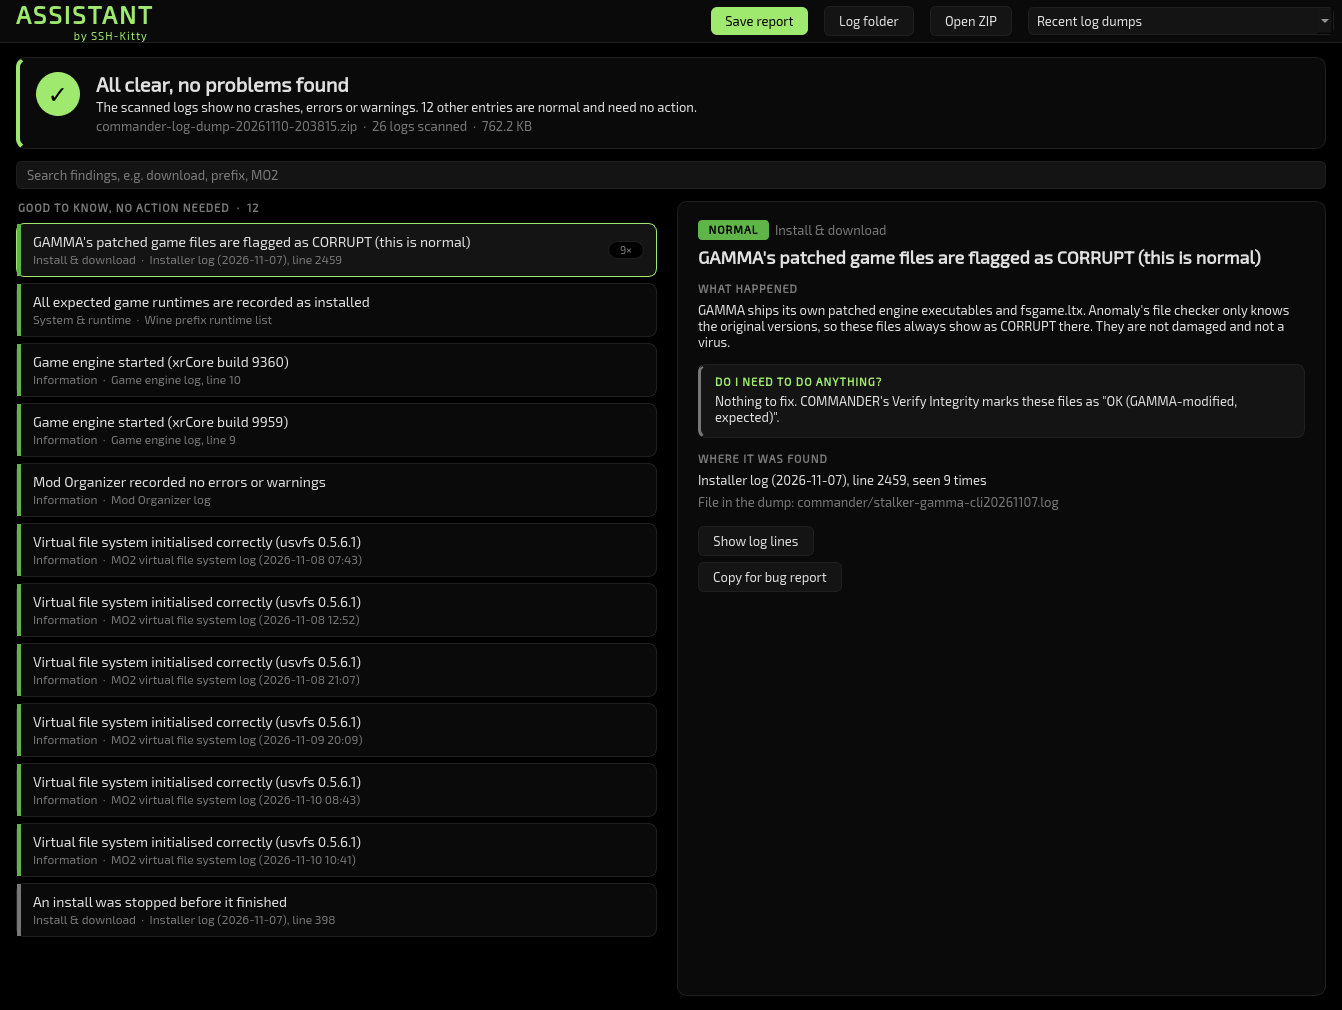 ASSISTANT
by SSH-Kitty
Save report
Log folder
Open ZIP
Recent log dumps
✓
All clear, no problems found
The scanned logs show no crashes, errors or warnings. 12 other entries are normal and need no action.
commander-log-dump-20261110-203815.zip · 26 logs scanned · 762.2 KB
Search findings, e.g. download, prefix, MO2
GOOD TO KNOW, NO ACTION NEEDED · 12
GAMMA's patched game files are flagged as CORRUPT (this is normal)
Install & download · Installer log (2026-11-07), line 2459
9×
All expected game runtimes are recorded as installed
System & runtime · Wine prefix runtime list
Game engine started (xrCore build 9360)
Information · Game engine log, line 10
Game engine started (xrCore build 9959)
Information · Game engine log, line 9
Mod Organizer recorded no errors or warnings
Information · Mod Organizer log
Virtual file system initialised correctly (usvfs 0.5.6.1)
Information · MO2 virtual file system log (2026-11-08 07:43)
Virtual file system initialised correctly (usvfs 0.5.6.1)
Information · MO2 virtual file system log (2026-11-08 12:52)
Virtual file system initialised correctly (usvfs 0.5.6.1)
Information · MO2 virtual file system log (2026-11-08 21:07)
Virtual file system initialised correctly (usvfs 0.5.6.1)
Information · MO2 virtual file system log (2026-11-09 20:09)
Virtual file system initialised correctly (usvfs 0.5.6.1)
Information · MO2 virtual file system log (2026-11-10 08:43)
Virtual file system initialised correctly (usvfs 0.5.6.1)
Information · MO2 virtual file system log (2026-11-10 10:41)
An install was stopped before it finished
Install & download · Installer log (2026-11-07), line 398
NORMAL
Install & download
GAMMA's patched game files are flagged as CORRUPT (this is normal)
WHAT HAPPENED
GAMMA ships its own patched engine executables and fsgame.ltx. Anomaly's file checker only knows
the original versions, so these files always show as CORRUPT there. They are not damaged and not a
virus.
DO I NEED TO DO ANYTHING?
Nothing to fix. COMMANDER's Verify Integrity marks these files as "OK (GAMMA-modified,
expected)".
WHERE IT WAS FOUND
Installer log (2026-11-07), line 2459, seen 9 times
File in the dump: commander/stalker-gamma-cli20261107.log
Show log lines
Copy for bug report